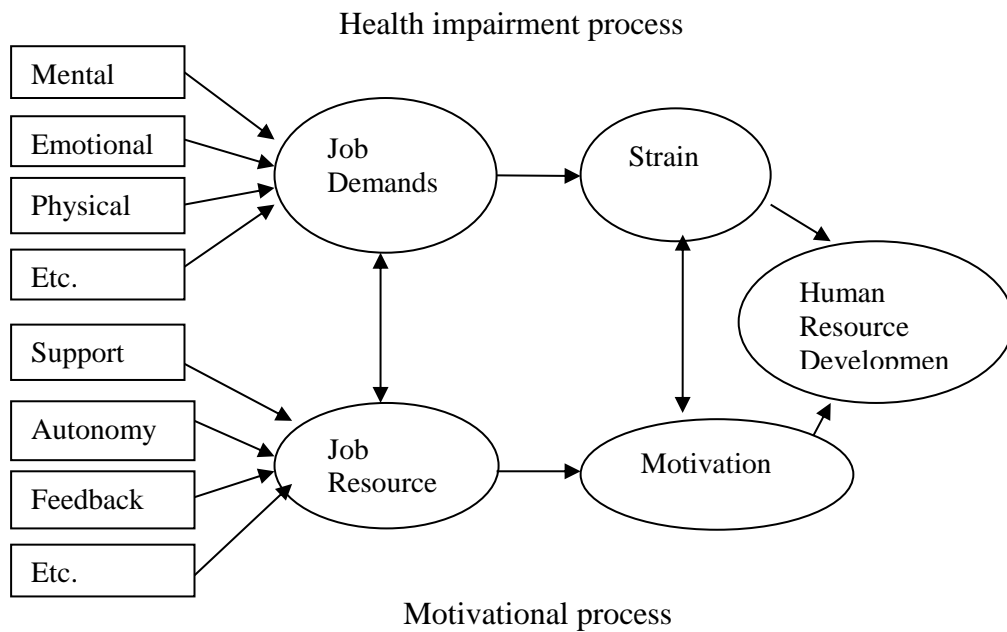 Health impairment process
Mental
Emotional
Physical
Etc.
Support
Autonomy
Feedback
Etc.
Job
Demands
Job
Resource
Strain
Motivation
Human
Resource
Developmen
Motivational process